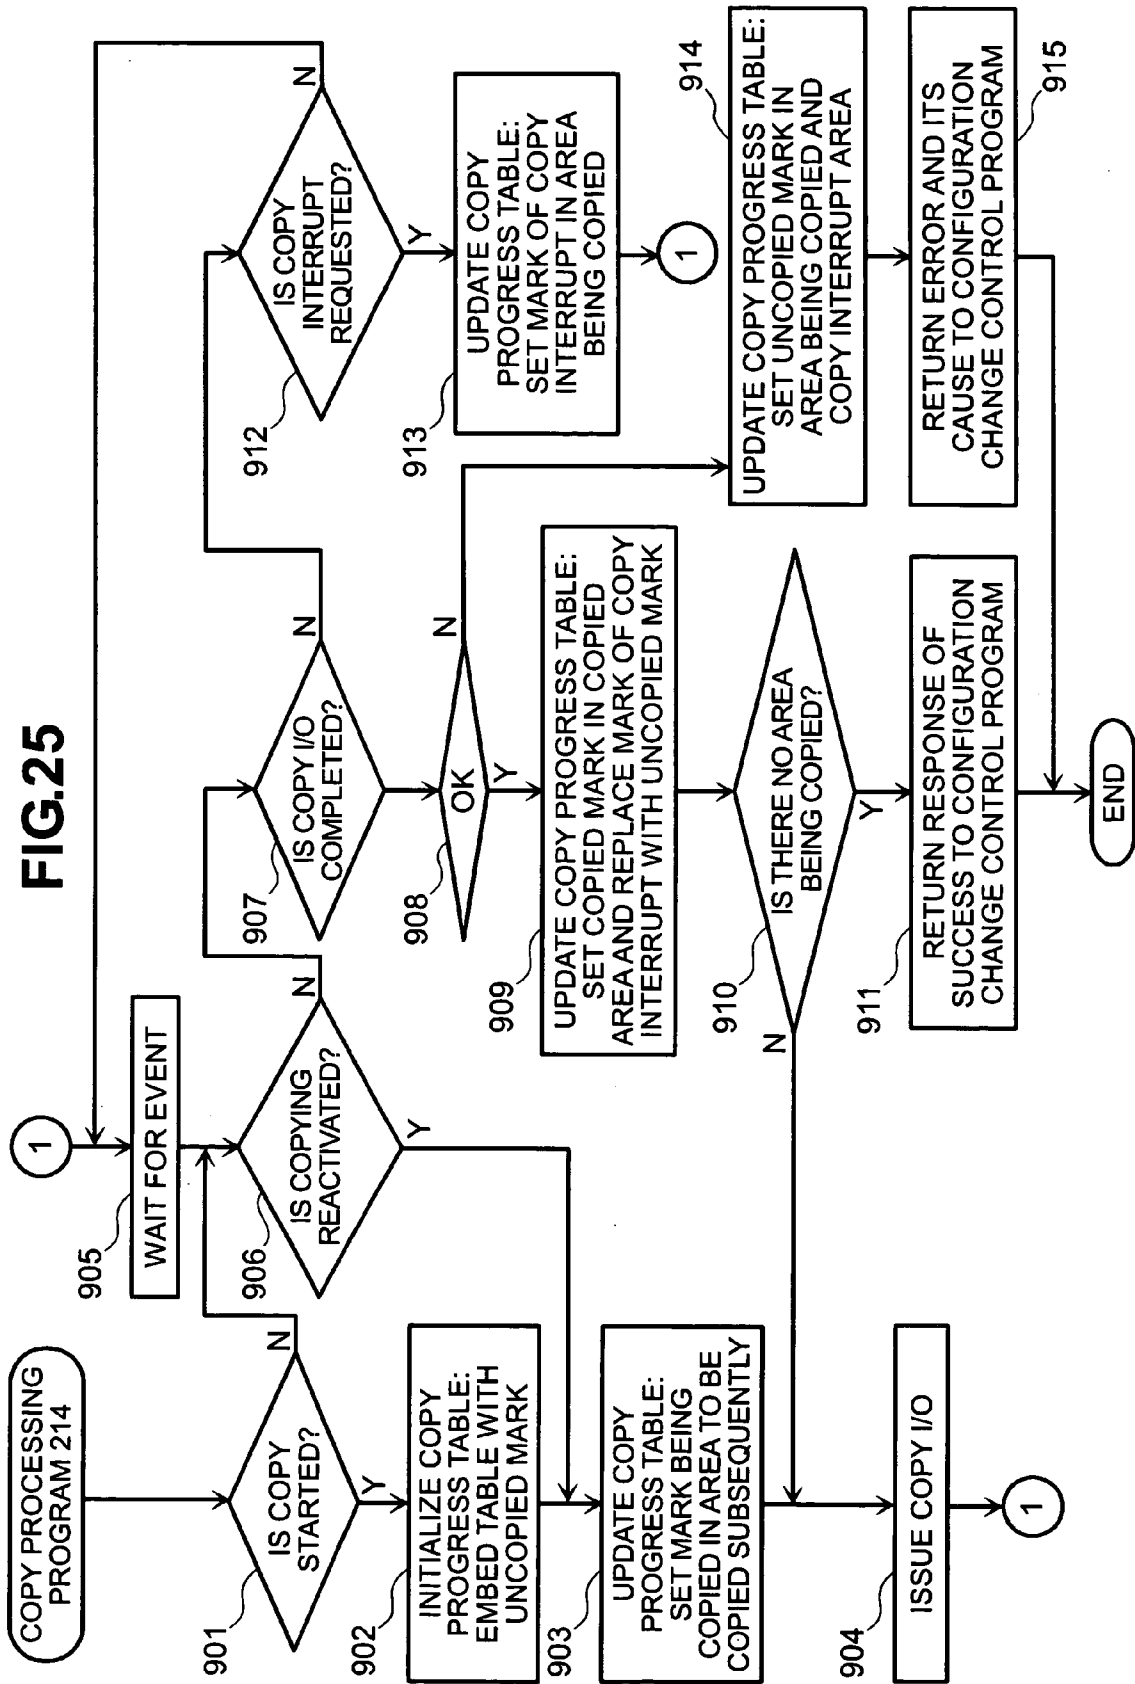 FIG.25
COPY PROCESSING
PROGRAM 214
901
IS COPY
STARTED?
N
Y
902
INITIALIZE COPY
PROGRESS TABLE:
EMBED TABLE WITH
UNCOPIED MARK
903
UPDATE COPY
PROGRESS TABLE:
SET MARK BEING
COPIED IN AREA TO BE
COPIED SUBSEQUENTLY
904
ISSUE COPY I/O
1
1
905
WAIT FOR EVENT
906
IS COPYING
REACTIVATED?
N
Y
907
IS COPY I/O
COMPLETED?
N
908
OK
N
Y
909
UPDATE COPY PROGRESS TABLE:
SET COPIED MARK IN COPIED
AREA AND REPLACE MARK OF COPY
INTERRUPT WITH UNCOPIED MARK
910
IS THERE NO AREA
BEING COPIED?
N
Y
911
RETURN RESPONSE OF
SUCCESS TO CONFIGURATION
CHANGE CONTROL PROGRAM
END
912
IS COPY
INTERRUPT
REQUESTED?
N
Y
913
UPDATE COPY
PROGRESS TABLE:
SET MARK OF COPY
INTERRUPT IN AREA
BEING COPIED
1
914
UPDATE COPY PROGRESS TABLE:
SET UNCOPIED MARK IN
AREA BEING COPIED AND
COPY INTERRUPT AREA
915
RETURN ERROR AND ITS
CAUSE TO CONFIGURATION
CHANGE CONTROL PROGRAM